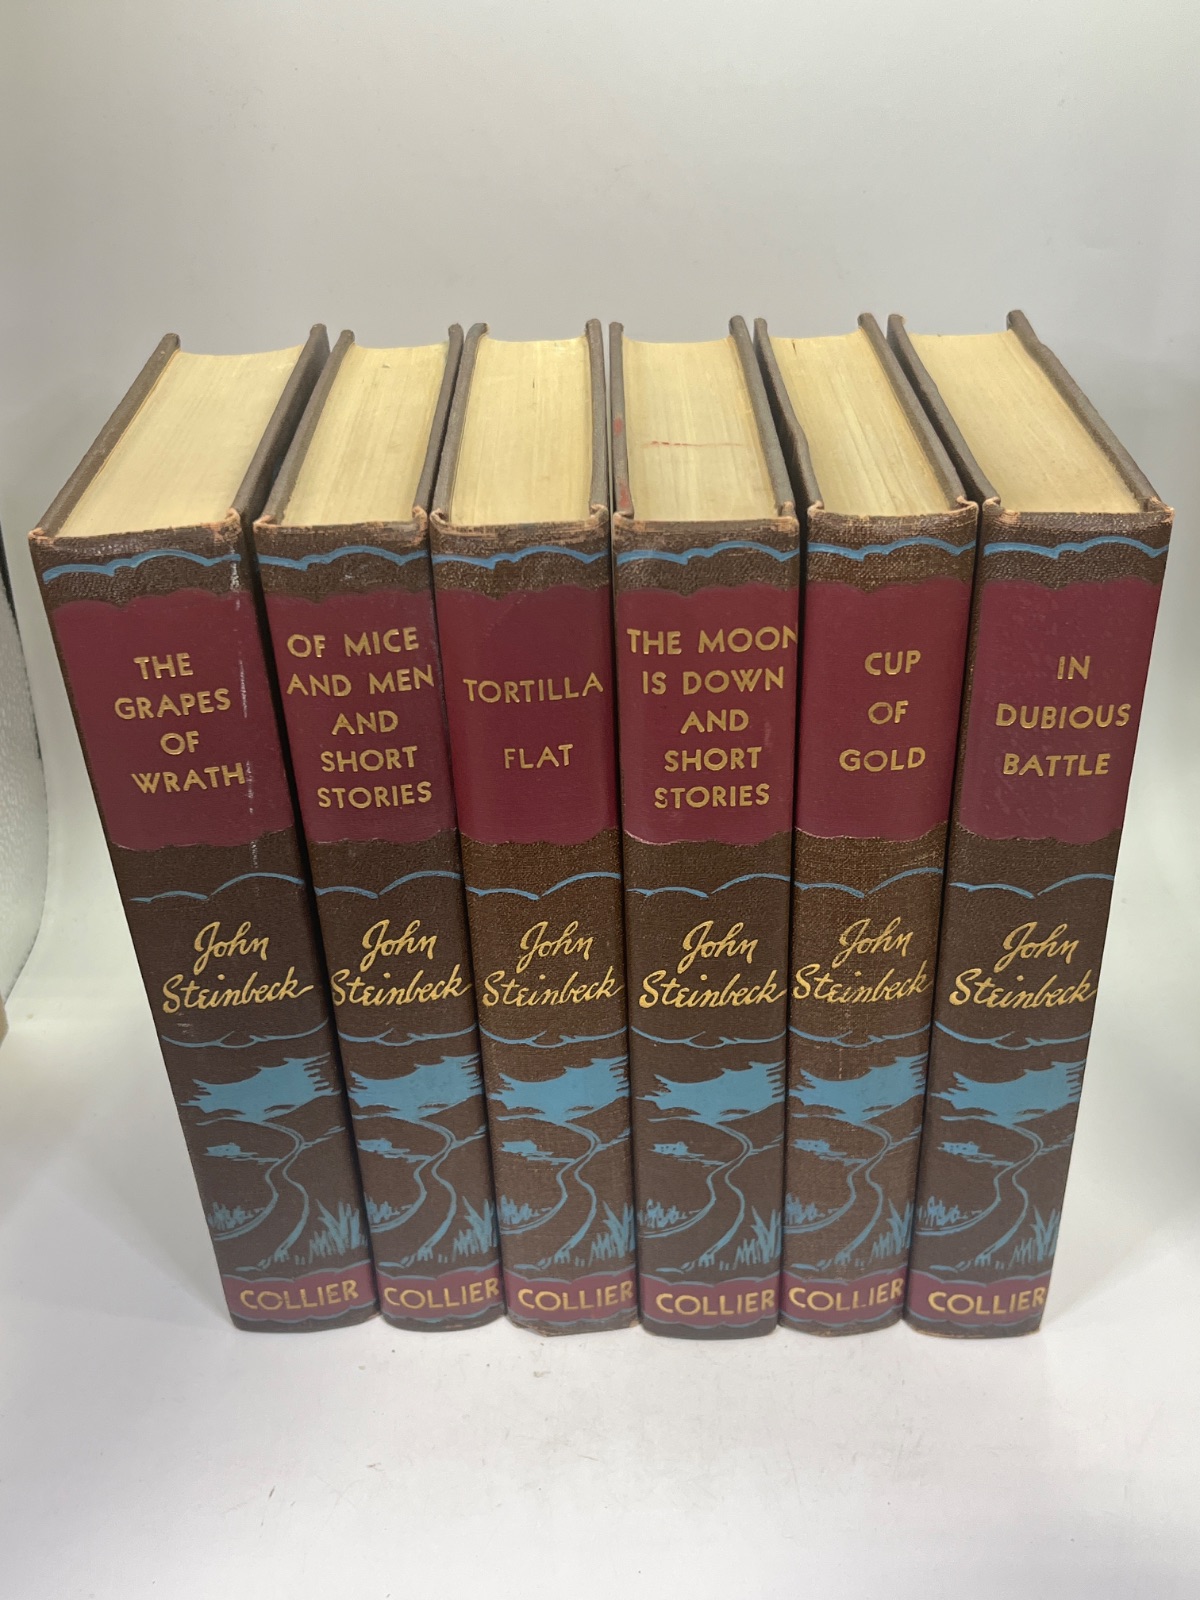 THE
GRAPES
OF
WRATH
John
Steinbeck
COLLIER
OF MICE
AND MEN
AND
SHORT
STORIES
John
Steinbeck
COLLIER
TORTILLA
FLAT
John
Steinbeck
COLLIER
THE MOON
IS DOWN
AND
SHORT
STORIES
John
Steinbeck
COLLIER
CUP
OF
GOLD
John
Steinbeck
COLLIER
IN
DUBIOUS
BATTLE
John
Steinbeck
COLLIER